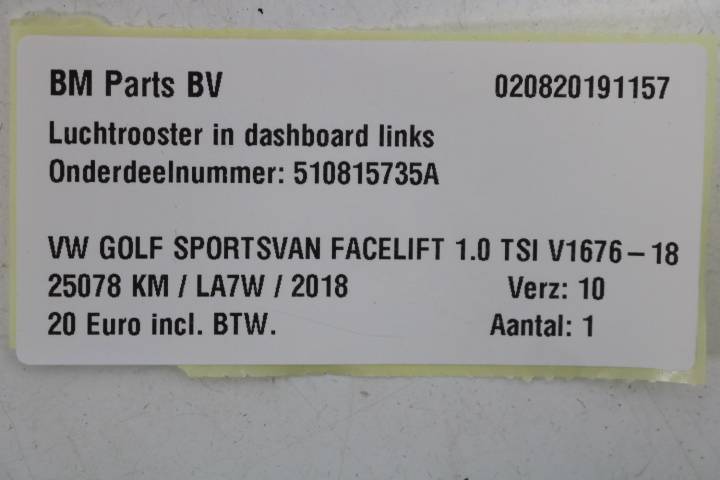 BM Parts BV 020820191157
Luchtrooster in dashboard links
Onderdeelnummer: 510815735A
VW GOLF SPORTSVAN FACELIFT 1.0 TSI V1676-18
25078 KM / LA7W / 2018 Verz: 10
20 Euro incl. BTW. Aantal: 1